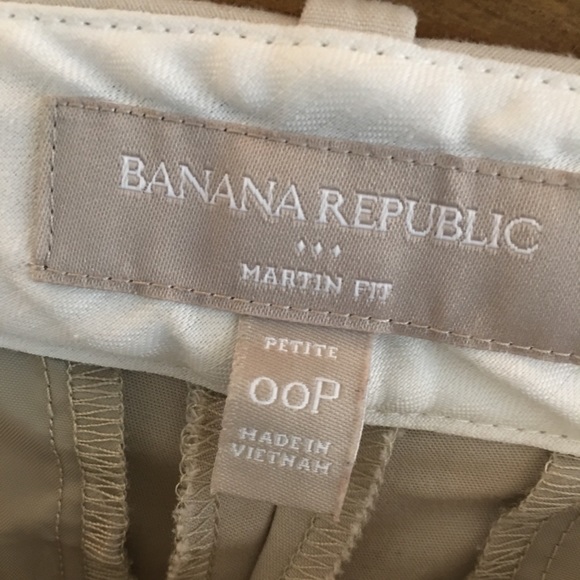 BANANA REPUBLIC
MARTIN FIT
PETITE
00P
MADE IN
VIETNAM